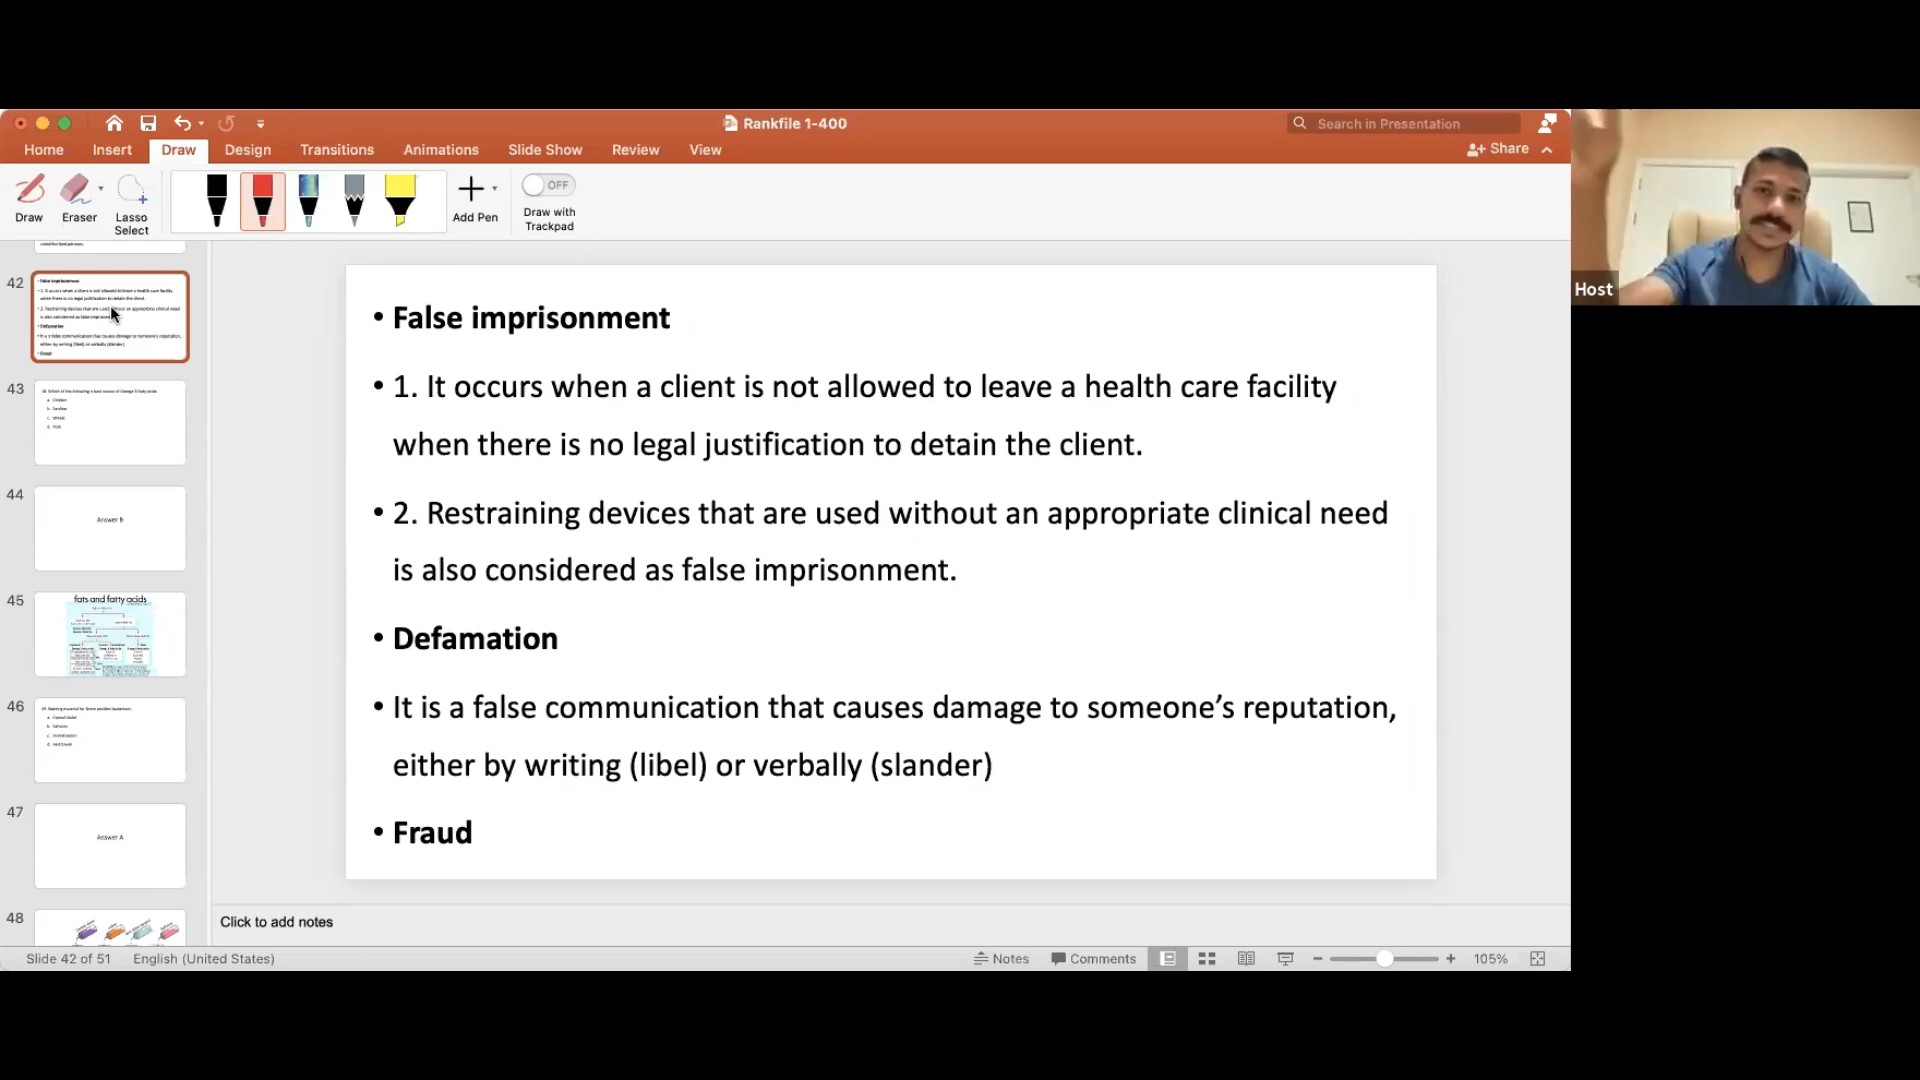 Rankfile 1-400
Search in Presentation
Home Insert Draw Design Transitions Animations Slide Show Review View Share
Draw
Eraser
Lasso
Select
Add Pen
OFF
Draw with
Trackpad
Host
42
43
44
Answer B
45
fats and fatty acids
46
47
Answer A
48
• False imprisonment
• 1. It occurs when a client is not allowed to leave a health care facility
when there is no legal justification to detain the client.
• 2. Restraining devices that are used without an appropriate clinical need
is also considered as false imprisonment.
• Defamation
• It is a false communication that causes damage to someone’s reputation,
either by writing (libel) or verbally (slander)
• Fraud
Click to add notes
Slide 42 of 51 English (United States) Notes Comments 105%